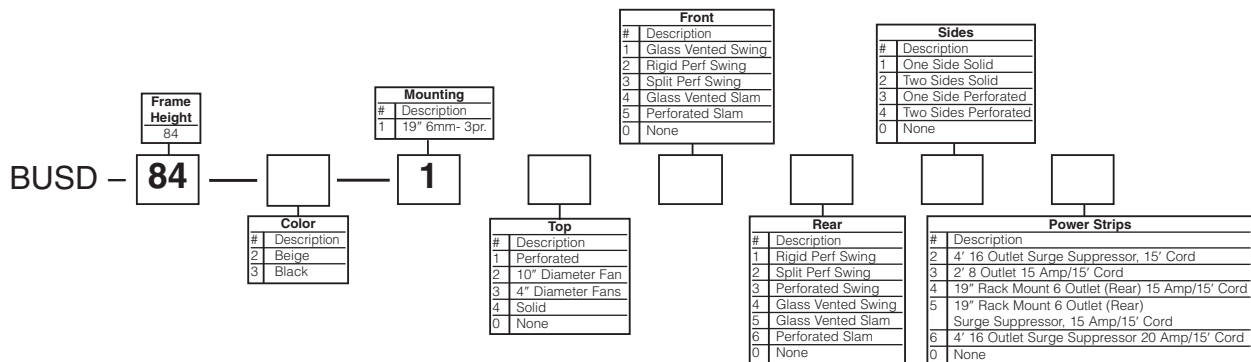 Front
# Description
1 Glass Vented Swing
2 Rigid Perf Swing
3 Split Perf Swing
4 Glass Vented Slam
5 Perforated Slam
0 None
Sides
# Description
1 One Side Solid
2 Two Sides Solid
3 One Side Perforated
4 Two Sides Perforated
0 None
Frame
Height
84
Mounting
# Description
1 19″ 6mm- 3pr.
BUSD – 84 — — 1
Color
# Description
2 Beige
3 Black
Top
# Description
1 Perforated
2 10″ Diameter Fan
3 4″ Diameter Fans
4 Solid
0 None
Rear
# Description
1 Rigid Perf Swing
2 Split Perf Swing
3 Perforated Swing
4 Glass Vented Swing
5 Glass Vented Slam
6 Perforated Slam
0 None
Power Strips
# Description
2 4′ 16 Outlet Surge Suppressor, 15′ Cord
3 2′ 8 Outlet 15 Amp/15′ Cord
4 19″ Rack Mount 6 Outlet (Rear) 15 Amp/15′ Cord
5 19″ Rack Mount 6 Outlet (Rear)
Surge Suppressor, 15 Amp/15′ Cord
6 4′ 16 Outlet Surge Suppressor 20 Amp/15′ Cord
0 None